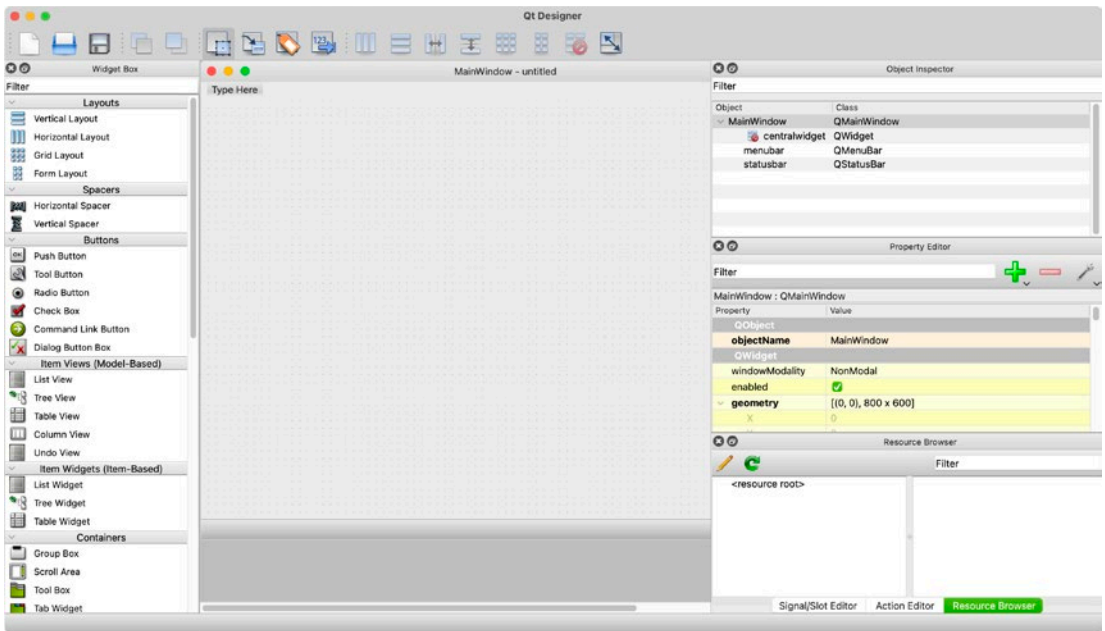 Qt Designer
123
Widget Box
MainWindow - untitled
Object Inspector
Filter
Type Here
Filter
Layouts
Vertical Layout
Horizontal Layout
Grid Layout
Form Layout
Spacers
Horizontal Spacer
Vertical Spacer
Buttons
OK
Push Button
Tool Button
Radio Button
Check Box
Command Link Button
Dialog Button Box
Item Views (Model-Based)
List View
Tree View
Table View
Column View
Undo View
Item Widgets (Item-Based)
List Widget
Tree Widget
Table Widget
Containers
Group Box
Scroll Area
Tool Box
Tab Widget
Object Class
MainWindow QMainWindow
centralwidget QWidget
menubar QMenuBar
statusbar QStatusBar
Property Editor
Filter
MainWindow : QMainWindow
Property Value
QObject
objectName MainWindow
QWidget
windowModality NonModal
enabled
geometry [(0, 0), 800 x 600]
X 0
Resource Browser
Filter
<resource root>
Signal/Slot Editor Action Editor Resource Browser